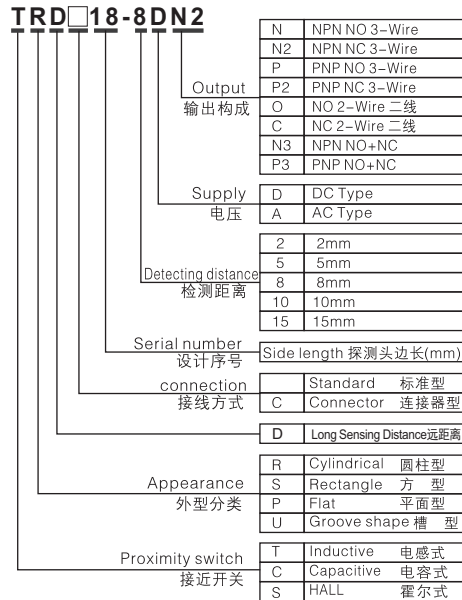 TRD□18-8DN2
N NPN NO 3-Wire
N2 NPN NC 3-Wire
P PNP NO 3-Wire
P2 PNP NC 3-Wire
O NO 2-Wire 二线
C NC 2-Wire 二线
N3 NPN NO+NC
P3 PNP NO+NC
Output
输出构成
D DC Type
A AC Type
Supply
电压
2 2mm
5 5mm
8 8mm
10 10mm
15 15mm
Detecting distance
检测距离
Serial number
设计序号
Side length 探测头边长(mm)
connection
接线方式
Standard 标准型
C Connector 连接器型
D Long Sensing Distance远距离
R Cylindrical 圆柱型
S Rectangle 方 型
P Flat 平面型
U Groove shape 槽 型
Appearance
外型分类
T Inductive 电感式
C Capacitive 电容式
S HALL 霍尔式
Proximity switch
接近开关